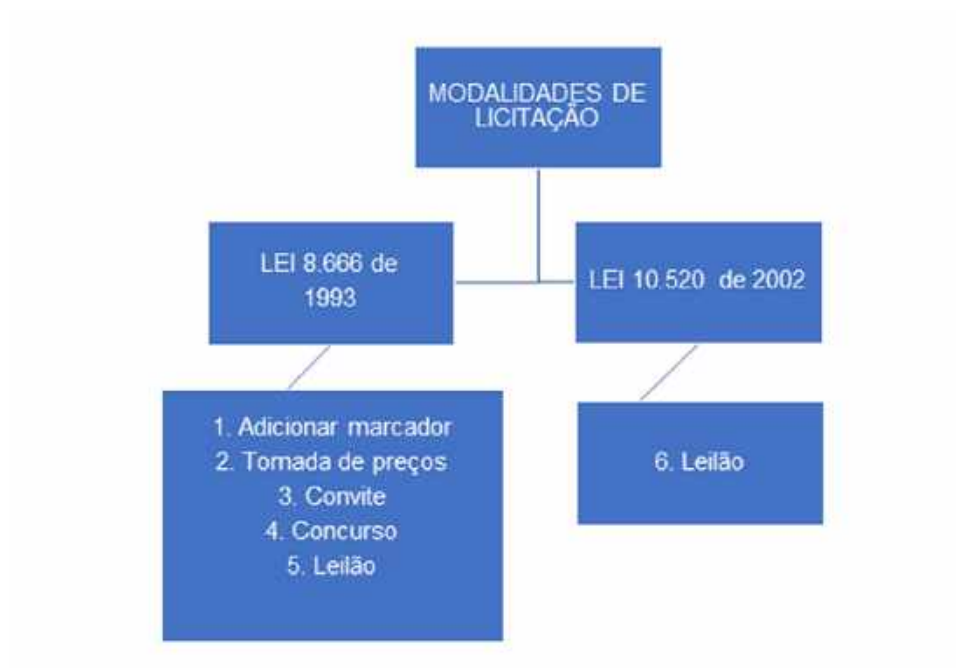 MODALIDADES DE
LICITAÇÃO
LEI 8.666 de
1993
LEI 10.520 de 2002
1. Adicionar marcador
2. Tomada de preços
3. Convite
4. Concurso
5. Leilão
6. Leilão